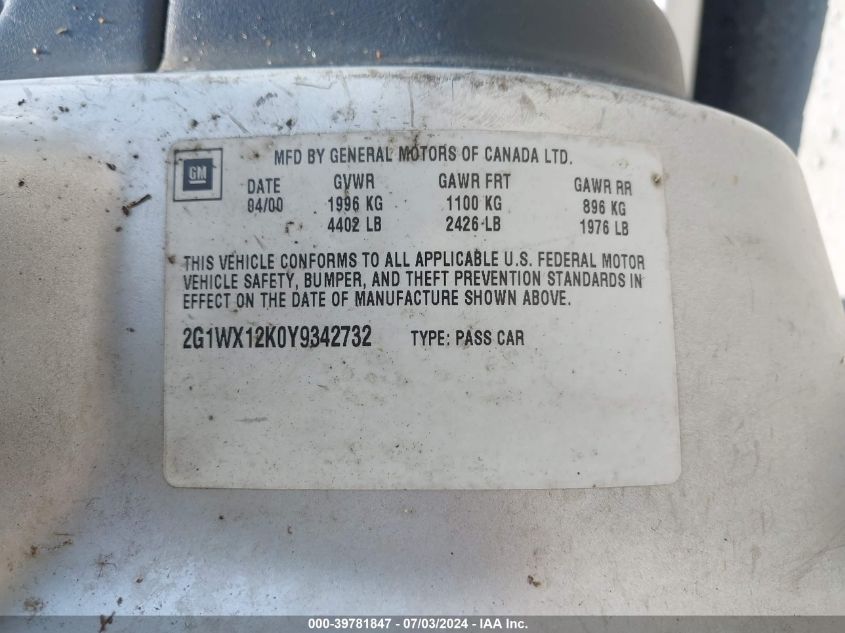 GM
MFD BY GENERAL MOTORS OF CANADA LTD.
DATE GVWR GAWR FRT GAWR RR
04/00 1996 KG 1100 KG 896 KG
4402 LB 2426 LB 1976 LB
THIS VEHICLE CONFORMS TO ALL APPLICABLE U.S. FEDERAL MOTOR
VEHICLE SAFETY, BUMPER, AND THEFT PREVENTION STANDARDS IN
EFFECT ON THE DATE OF MANUFACTURE SHOWN ABOVE.
2G1WX12K0Y9342732 TYPE: PASS CAR
000-39781847 - 07/03/2024 - IAA Inc.